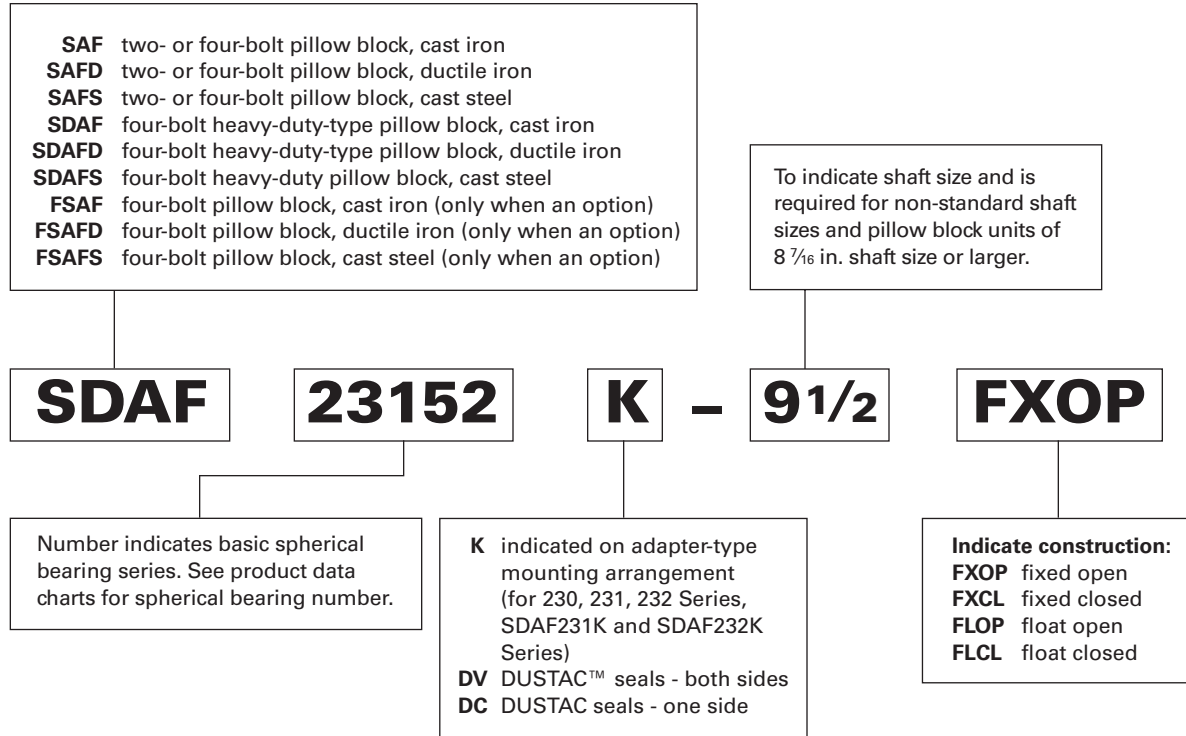 SAF two- or four-bolt pillow block, cast iron
SAFD two- or four-bolt pillow block, ductile iron
SAFS two- or four-bolt pillow block, cast steel
SDAF four-bolt heavy-duty-type pillow block, cast iron
SDAFD four-bolt heavy-duty-type pillow block, ductile iron
SDAFS four-bolt heavy-duty pillow block, cast steel
FSAF four-bolt pillow block, cast iron (only when an option)
FSAFD four-bolt pillow block, ductile iron (only when an option)
FSAFS four-bolt pillow block, cast steel (only when an option)
To indicate shaft size and is
required for non-standard shaft
sizes and pillow block units of
8 7/16 in. shaft size or larger.
SDAF 23152 K – 9 1/2 FXOP
Number indicates basic spherical
bearing series. See product data
charts for spherical bearing number.
K indicated on adapter-type
mounting arrangement
(for 230, 231, 232 Series,
SDAF231K and SDAF232K
Series)
DV DUSTAC™ seals - both sides
DC DUSTAC seals - one side
Indicate construction:
FXOP fixed open
FXCL fixed closed
FLOP float open
FLCL float closed